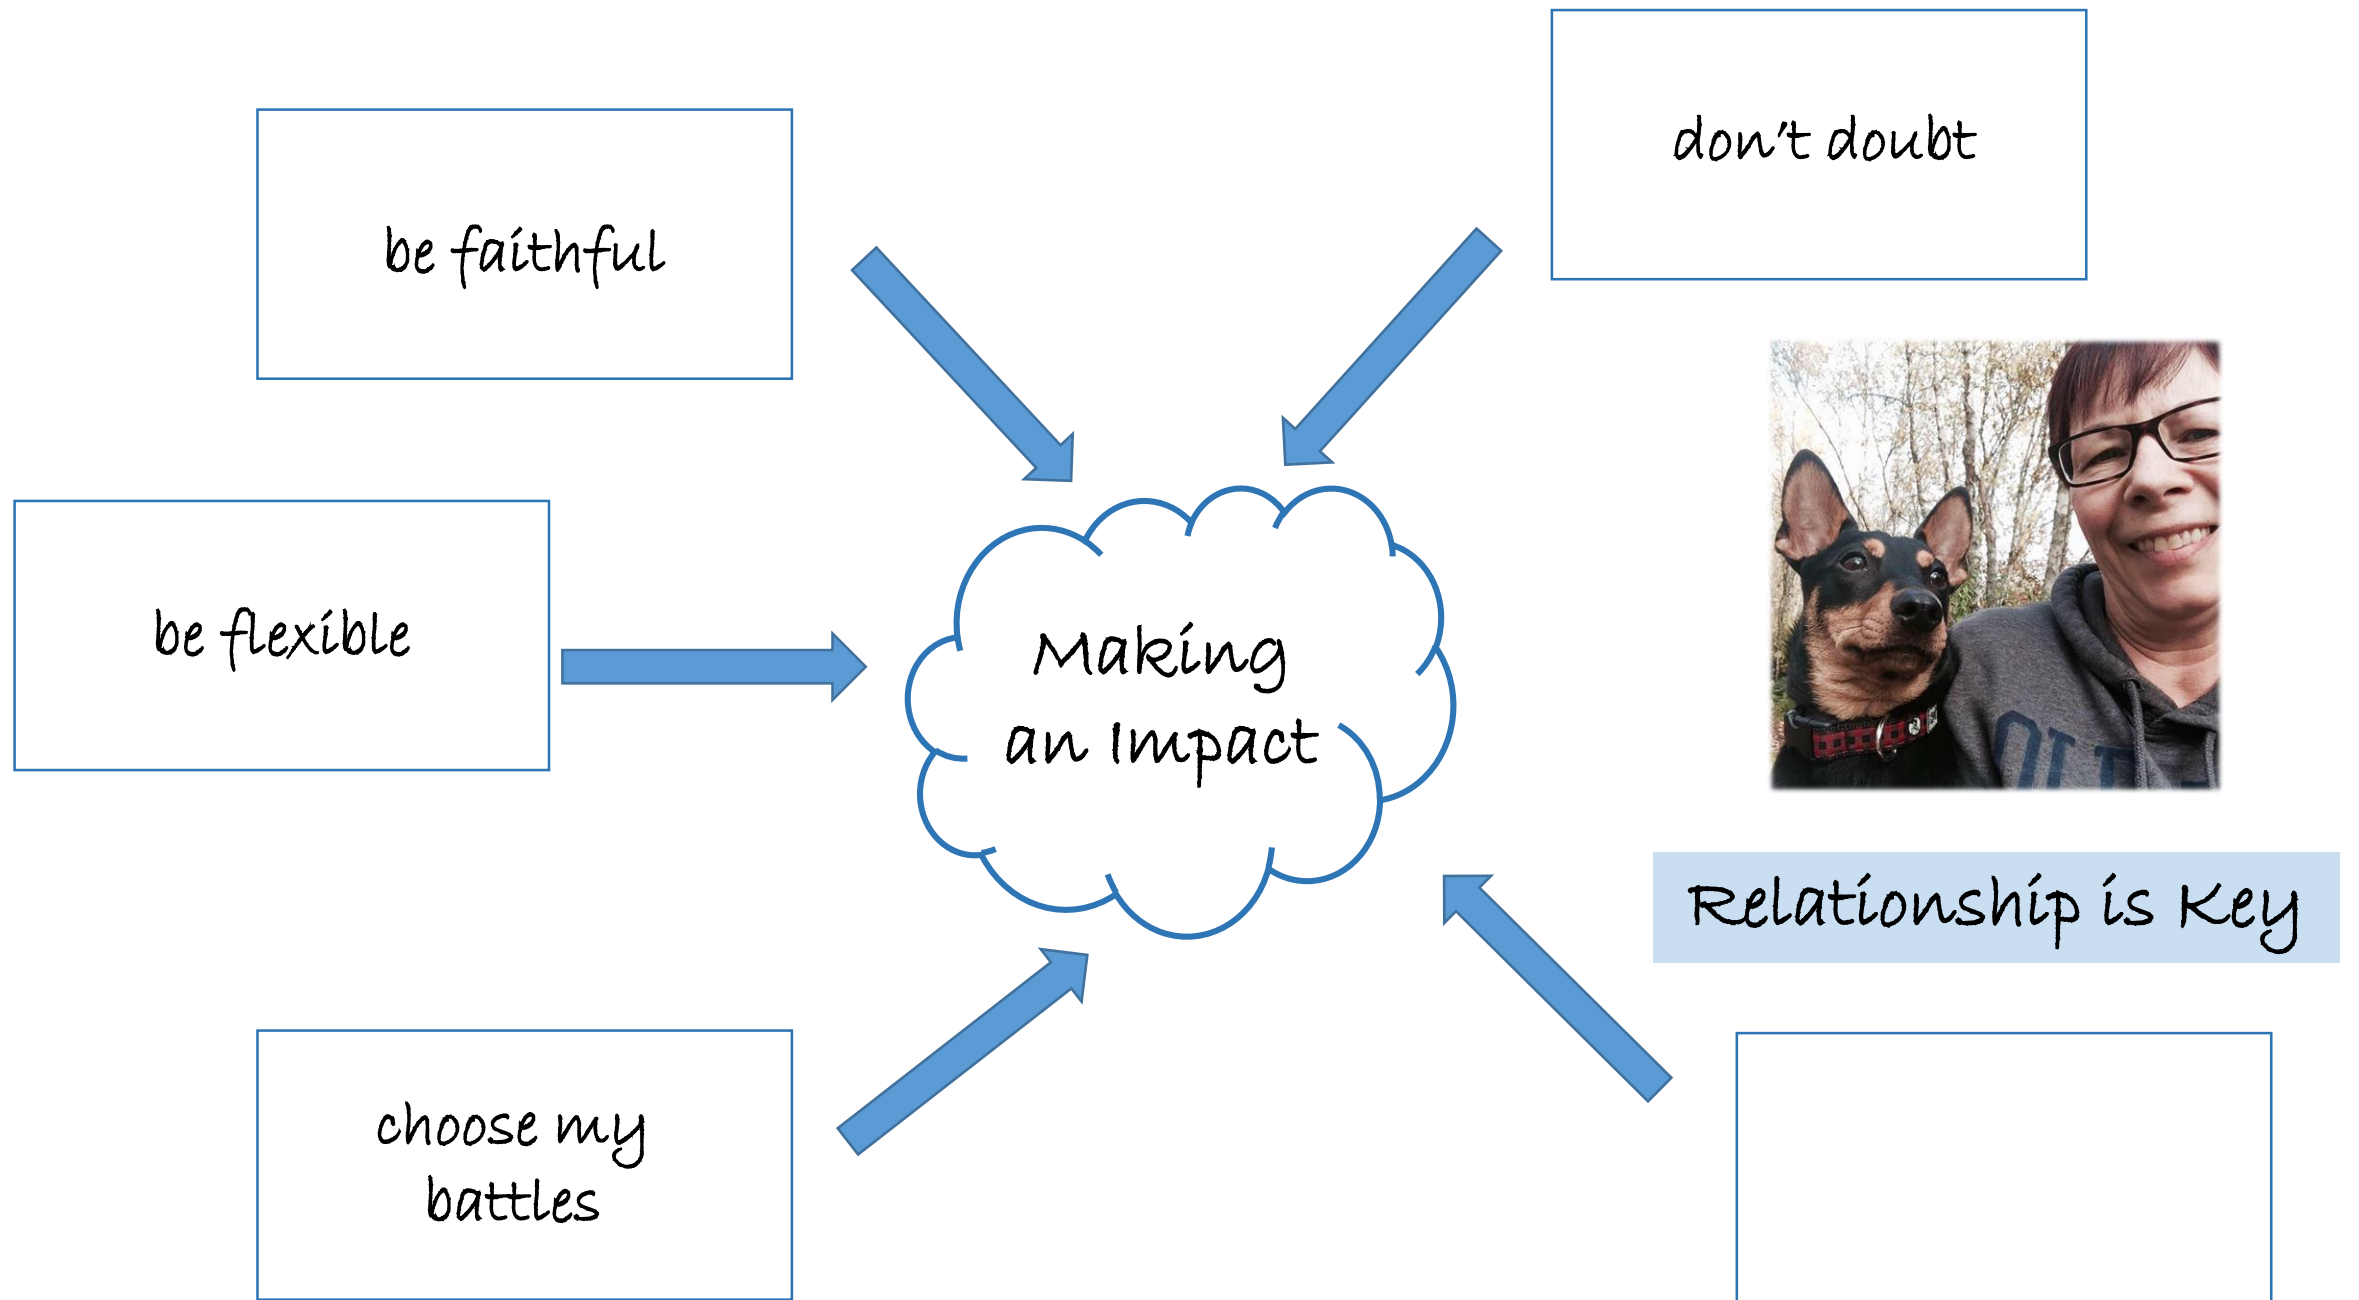 don't doubt
be faithful
be flexible
Making
an Impact
Relationship is Key
choose my
battles